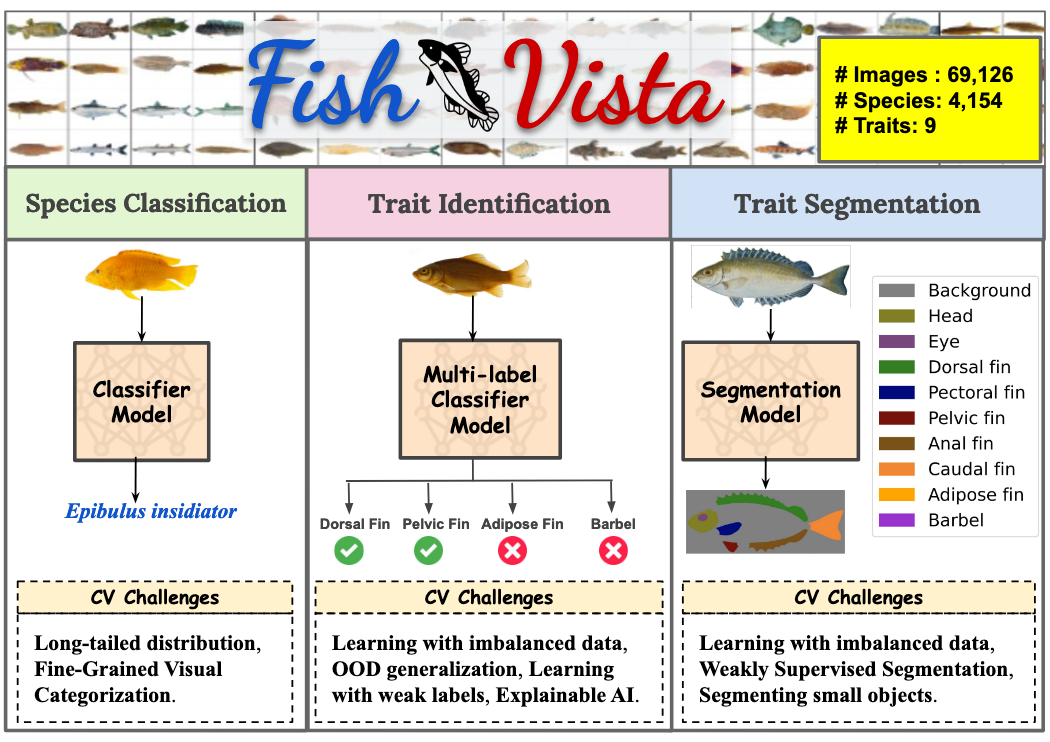 Fish Vista
# Images : 69,126
# Species: 4,154
# Traits: 9
Species Classification
Trait Identification
Trait Segmentation
Classifier
Model
Epibulus insidiator
Multi-label
Classifier
Model
Dorsal Fin
Pelvic Fin
Adipose Fin
Barbel
Segmentation
Model
Background
Head
Eye
Dorsal fin
Pectoral fin
Pelvic fin
Anal fin
Caudal fin
Adipose fin
Barbel
CV Challenges
Long-tailed distribution,
Fine-Grained Visual
Categorization.
CV Challenges
Learning with imbalanced data,
OOD generalization, Learning
with weak labels, Explainable AI.
CV Challenges
Learning with imbalanced data,
Weakly Supervised Segmentation,
Segmenting small objects.